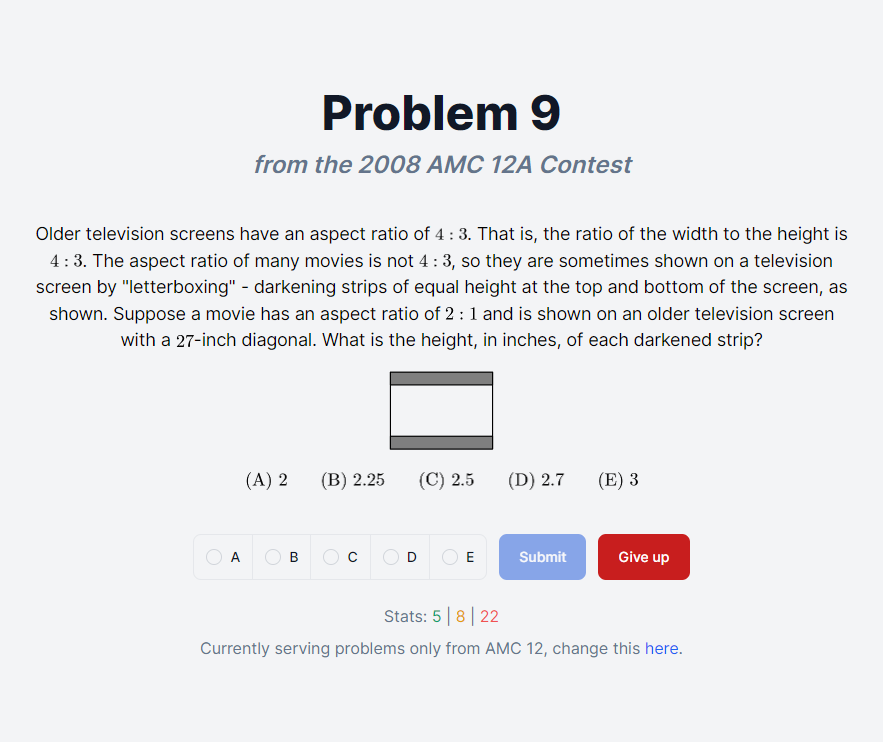 Problem 9
from the 2008 AMC 12A Contest
Older television screens have an aspect ratio of 4 : 3. That is, the ratio of the width to the height is
4 : 3. The aspect ratio of many movies is not 4 : 3, so they are sometimes shown on a television
screen by "letterboxing" - darkening strips of equal height at the top and bottom of the screen, as
shown. Suppose a movie has an aspect ratio of 2 : 1 and is shown on an older television screen
with a 27-inch diagonal. What is the height, in inches, of each darkened strip?
(A) 2 (B) 2.25 (C) 2.5 (D) 2.7 (E) 3
A B C D E Submit Give up
Stats: 5 | 8 | 22
Currently serving problems only from AMC 12, change this here.